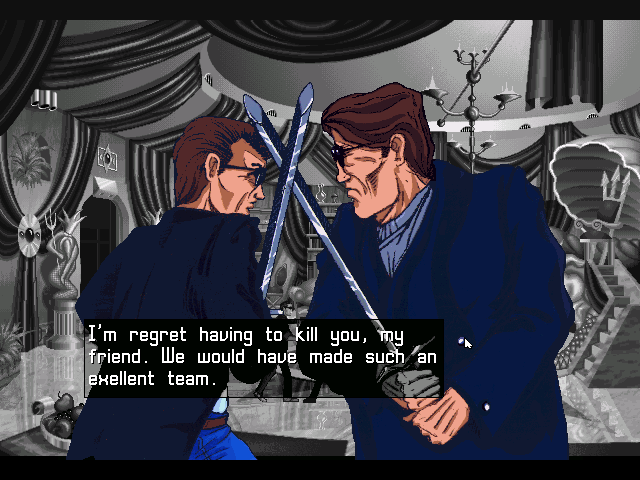 I'm regret having to kill you, my
friend. We would have made such an
exellent team.